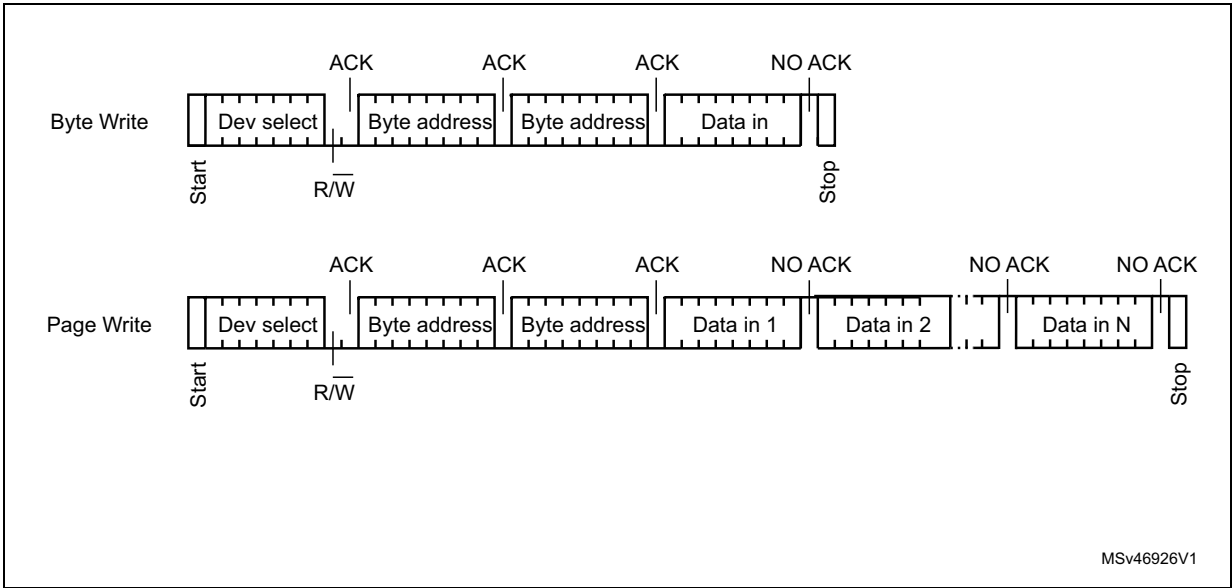 ACK ACK ACK NO ACK
Byte Write Dev select Byte address Byte address Data in
Start R/W̅ Stop
ACK ACK ACK NO ACK NO ACK NO ACK
Page Write Dev select Byte address Byte address Data in 1 Data in 2 Data in N
Start R/W̅ Stop
MSv46926V1